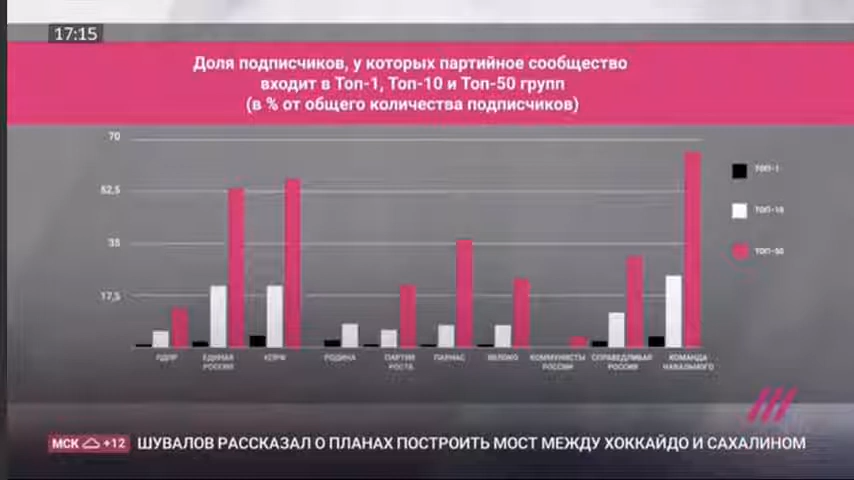 17:15
Доля подписчиков, у которых партийное сообщество
входит в Топ-1, Топ-10 и Топ-50 групп
(в % от общего количества подписчиков)
70
52,5
35
17,5
ТОП-1
ТОП-10
ТОП-50
ЛДПР
ЕДИНАЯ
РОССИЯ
КПРФ
РОДИНА
ПАРТИЯ
РОСТА
ПАРНАС
ЯБЛОКО
КОММУНИСТЫ
РОССИИ
СПРАВЕДЛИВАЯ
РОССИЯ
КОМАНДА
НАВАЛЬНОГО
МСК +12
ШУВАЛОВ РАССКАЗАЛ О ПЛАНАХ ПОСТРОИТЬ МОСТ МЕЖДУ ХОККАЙДО И САХАЛИНОМ